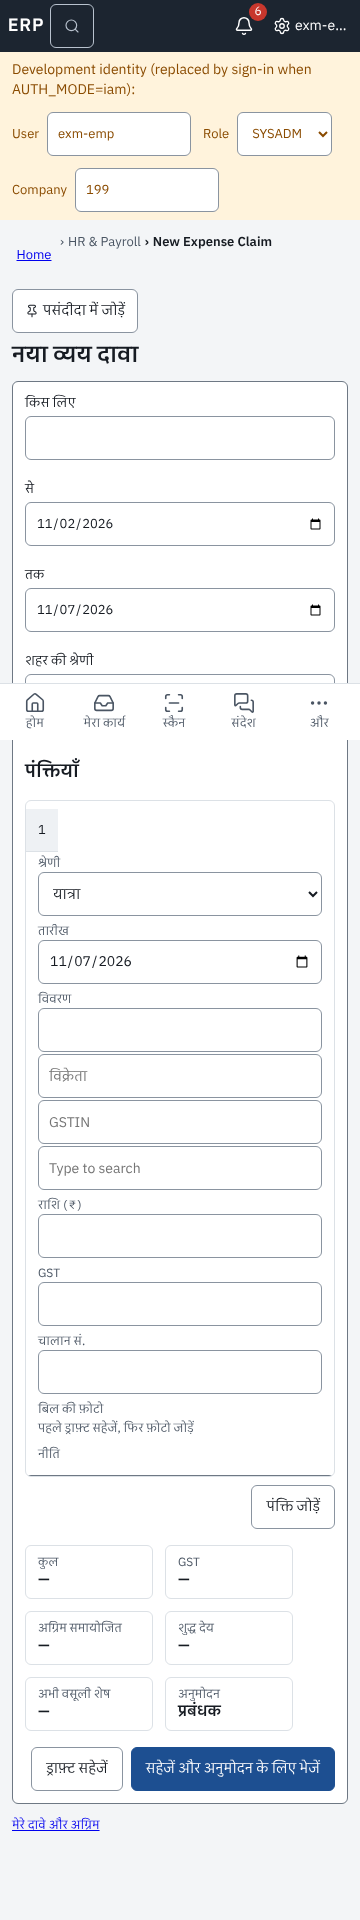 ERP
6
exm-e...
Development identity (replaced by sign-in when
AUTH_MODE=iam):
User exm-emp Role SYSADM
Company 199
Home › HR & Payroll › New Expense Claim
पसंदीदा में जोड़ें
नया व्यय दावा
किस लिए
से
11/02/2026
तक
11/07/2026
शहर की श्रेणी
होम मेरा कार्य स्कैन संदेश और
पंक्तियाँ
1
श्रेणी
यात्रा
तारीख
11/07/2026
विवरण
विक्रेता
GSTIN
Type to search
राशि (₹)
GST
चालान सं.
बिल की फ़ोटो
पहले ड्राफ़्ट सहेजें, फिर फ़ोटो जोड़ें
नीति
पंक्ति जोड़ें
कुल GST
— —
अग्रिम समायोजित शुद्ध देय
— —
अभी वसूली शेष अनुमोदन
— प्रबंधक
ड्राफ़्ट सहेजें सहेजें और अनुमोदन के लिए भेजें
मेरे दावे और अग्रिम